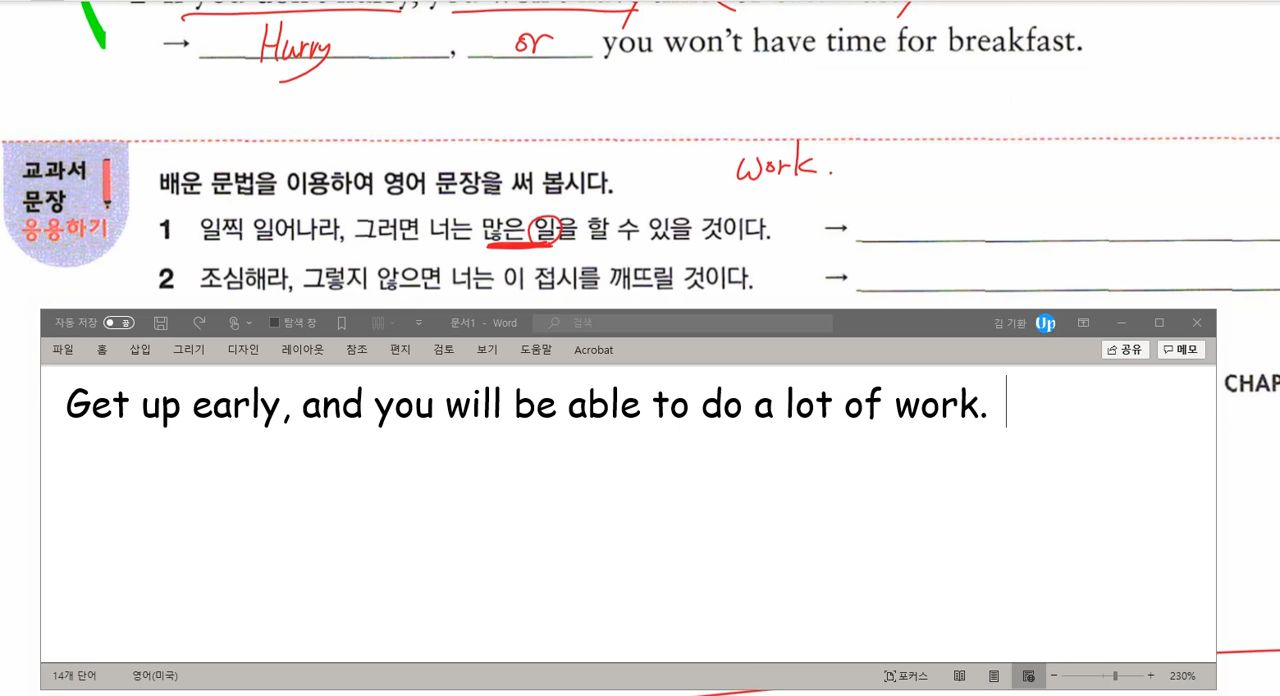 → Hurry, or you won't have time for breakfast.
work.
교과서
문장
응용하기
배운 문법을 이용하여 영어 문장을 써 봅시다.
1 일찍 일어나라, 그러면 너는 많은 일을 할 수 있을 것이다. →
2 조심해라, 그렇지 않으면 너는 이 접시를 깨뜨릴 것이다. →
자동 저장 끔 탐색 창 문서1 - Word 검색 김 기환 Up
파일 홈 삽입 그리기 디자인 레이아웃 참조 편지 검토 보기 도움말 Acrobat 공유 메모
CHAP
Get up early, and you will be able to do a lot of work.
14개 단어 영어(미국) 포커스 230%